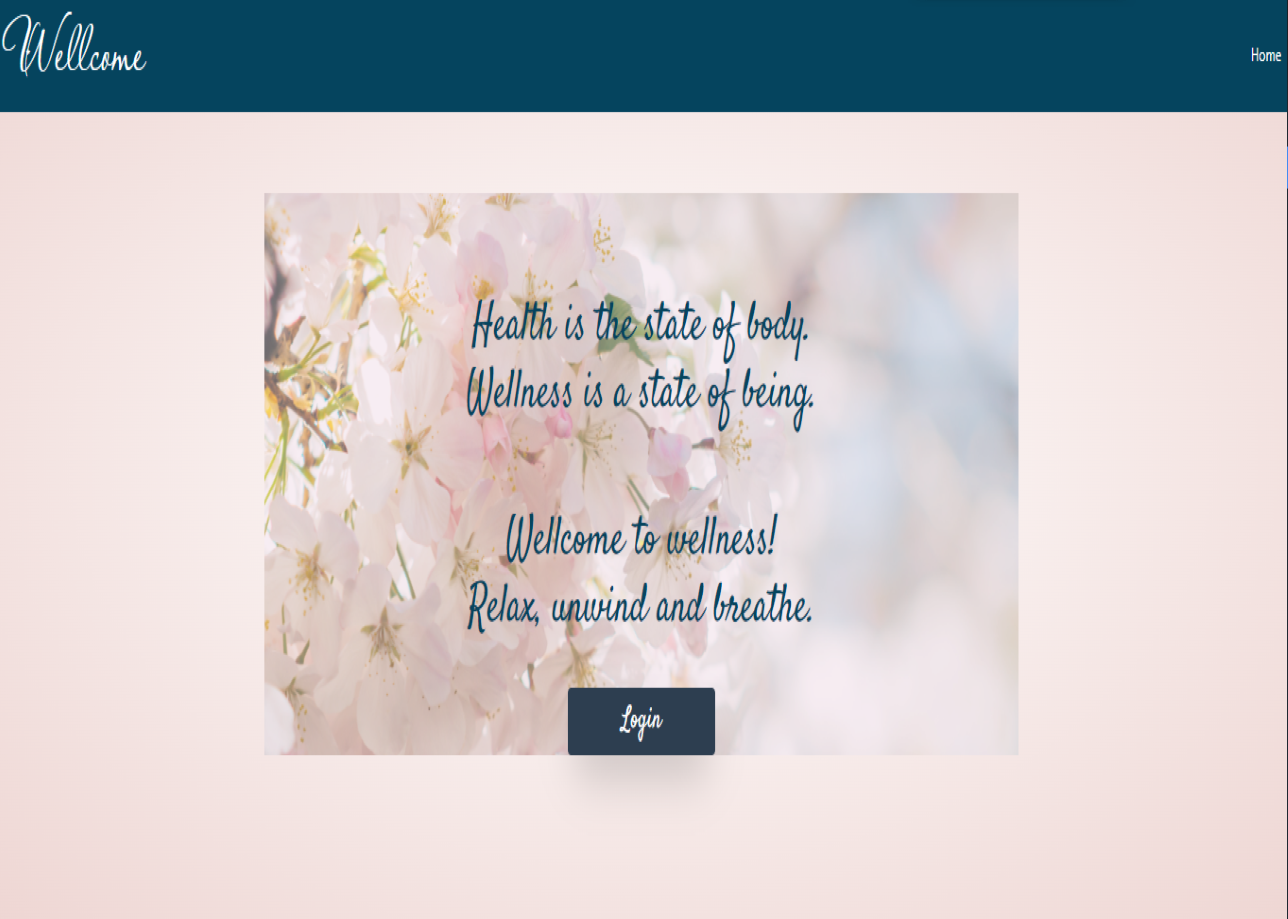 Wellcome
Home
Health is the state of body.
Wellness is a state of being.
Wellcome to wellness!
Relax, unwind and breathe.
Login